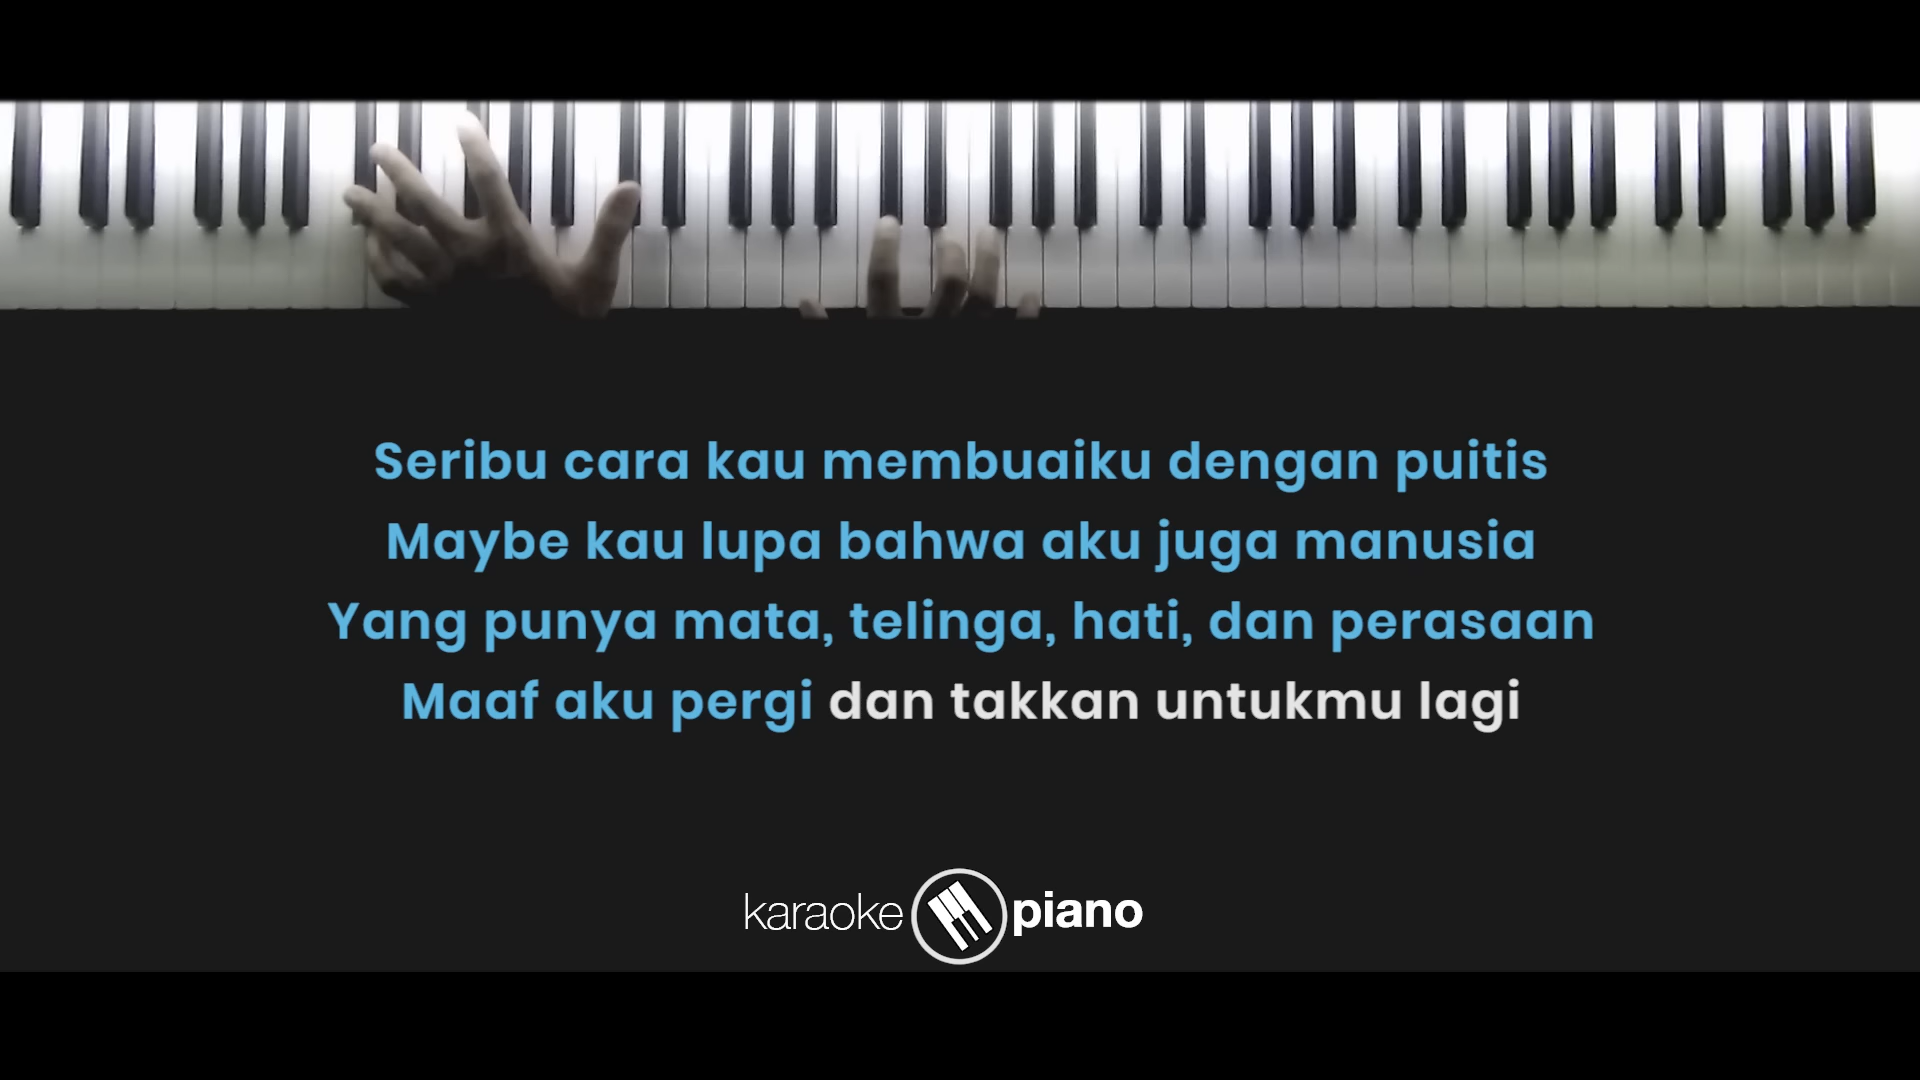 Seribu cara kau membuaiku dengan puitis
Maybe kau lupa bahwa aku juga manusia
Yang punya mata, telinga, hati, dan perasaan
Maaf aku pergi dan takkan untukmu lagi
karaoke piano